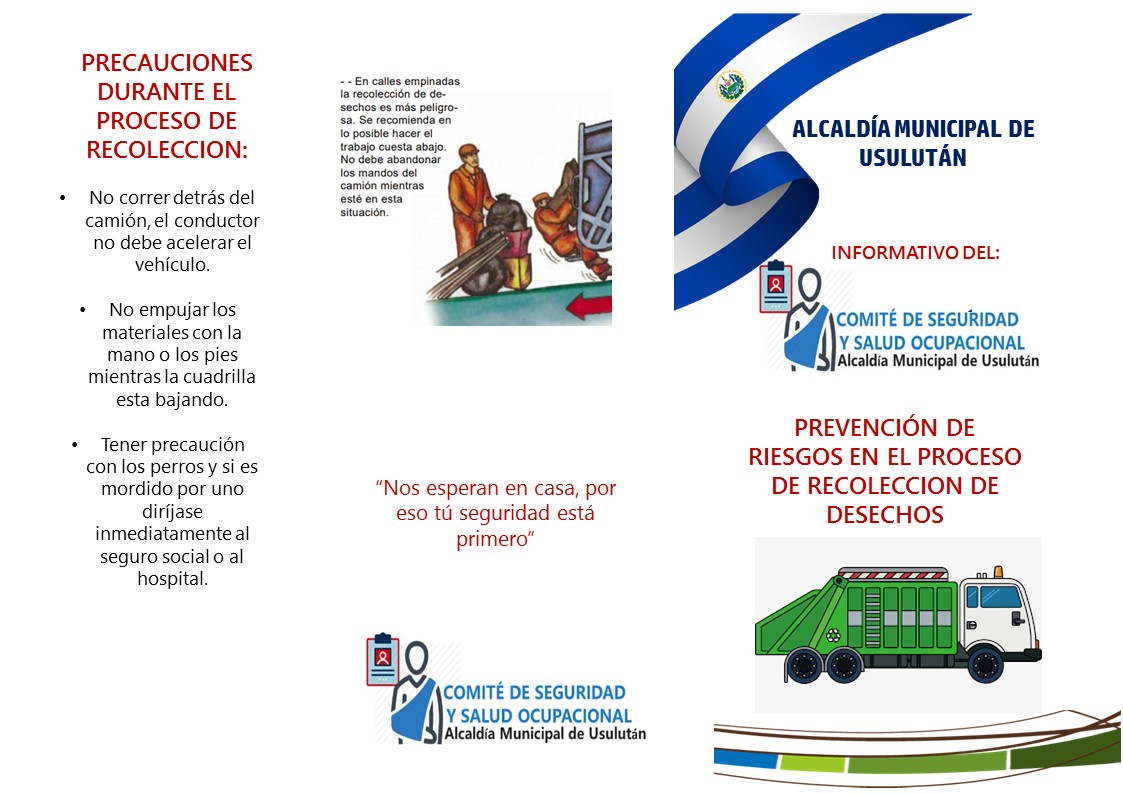 PRECAUCIONES
DURANTE EL
PROCESO DE
RECOLECCION:
• No correr detrás del
camión, el conductor
no debe acelerar el
vehículo.
• No empujar los
materiales con la
mano o los pies
mientras la cuadrilla
esta bajando.
• Tener precaución
con los perros y si es
mordido por uno
diríjase
inmediatamente al
seguro social o al
hospital.
- - En calles empinadas
la recolección de de-
sechos es más peligro-
sa. Se recomienda en
lo posible hacer el
trabajo cuesta abajo.
No debe abandonar
los mandos del
camión mientras
esté en esta
situación.
“Nos esperan en casa, por
eso tú seguridad está
primero”
COMITÉ DE SEGURIDAD
Y SALUD OCUPACIONAL
Alcaldía Municipal de Usulután
ALCALDÍA MUNICIPAL DE
USULUTÁN
INFORMATIVO DEL:
COMITÉ DE SEGURIDAD
Y SALUD OCUPACIONAL
Alcaldía Municipal de Usulután
PREVENCIÓN DE
RIESGOS EN EL PROCESO
DE RECOLECCION DE
DESECHOS